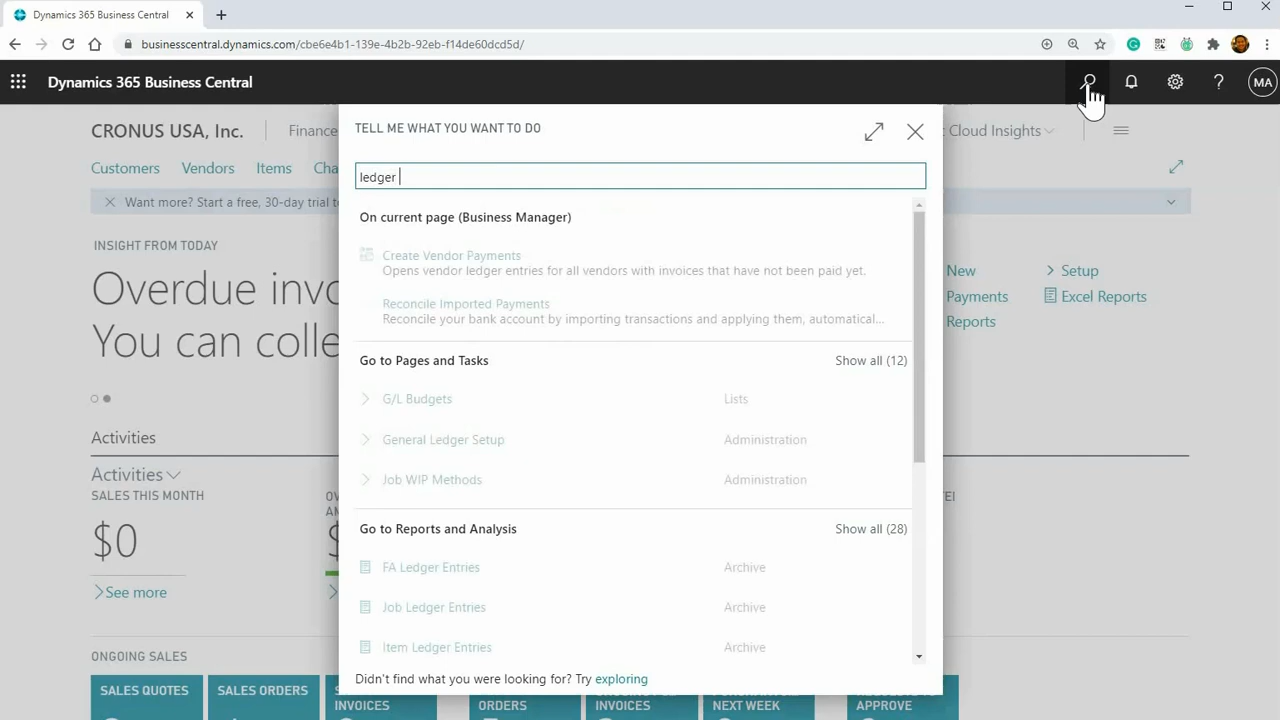 Dynamics 365 Business Central
businesscentral.dynamics.com/cbe6e4b1-139e-4b2b-92eb-f14de60dcd5d/
Dynamics 365 Business Central
MA
CRONUS USA, Inc.
Finance
Cloud Insights
Customers
Vendors
Items
Want more? Start a free, 30-day trial
INSIGHT FROM TODAY
Overdue
You can
New
Setup
Payments
Excel Reports
Reports
Activities
Activities
SALES THIS MONTH
$0
See more
$
ONGOING SALES
SALES QUOTES
SALES ORDERS
SALES
INVOICES
ORDERS
INVOICES
NEXT WEEK
APPROVE
TELL ME WHAT YOU WANT TO DO
ledger
On current page (Business Manager)
Create Vendor Payments
Opens vendor ledger entries for all vendors with invoices that have not been paid yet.
Reconcile Imported Payments
Reconcile your bank account by importing transactions and applying them, automatical...
Go to Pages and Tasks
Show all (12)
G/L Budgets
Lists
General Ledger Setup
Administration
Job WIP Methods
Administration
Go to Reports and Analysis
Show all (28)
FA Ledger Entries
Archive
Job Ledger Entries
Archive
Item Ledger Entries
Archive
Didn't find what you were looking for? Try exploring